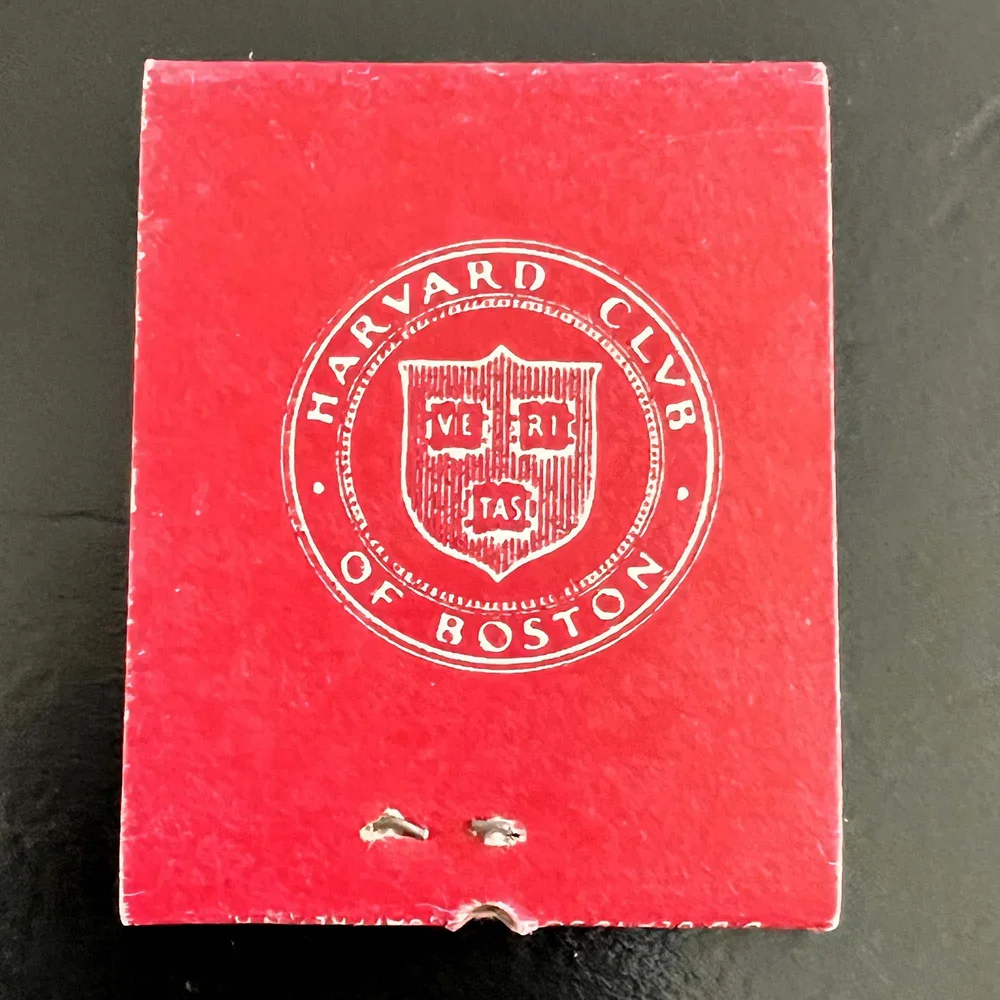 HARVARD CLVB
· OF BOSTON ·
VE RI
TAS